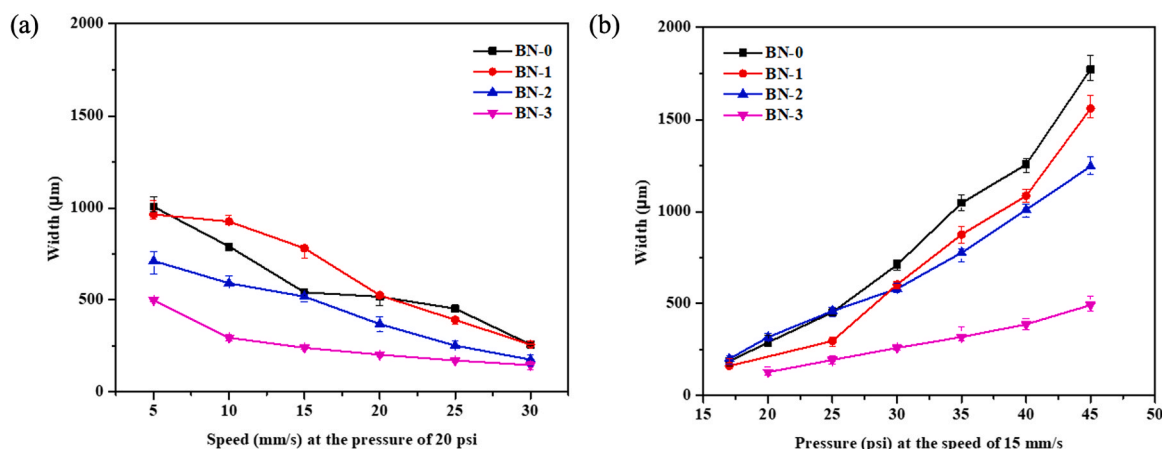 (a)
2000
1500
1000
500
0
Width (μm)
BN-0
BN-1
BN-2
BN-3
5 10 15 20 25 30
Speed (mm/s) at the pressure of 20 psi
(b)
2000
1500
1000
500
0
Width (μm)
BN-0
BN-1
BN-2
BN-3
15 20 25 30 35 40 45 50
Pressure (psi) at the speed of 15 mm/s